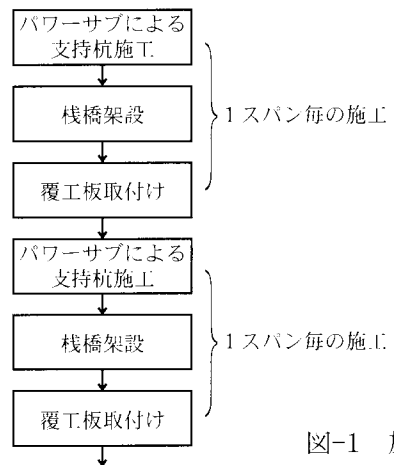 パワーサブによる
支持杭施工
桟橋架設
1スパン毎の施工
覆工板取付け
パワーサブによる
支持杭施工
桟橋架設
1スパン毎の施工
覆工板取付け
図-1